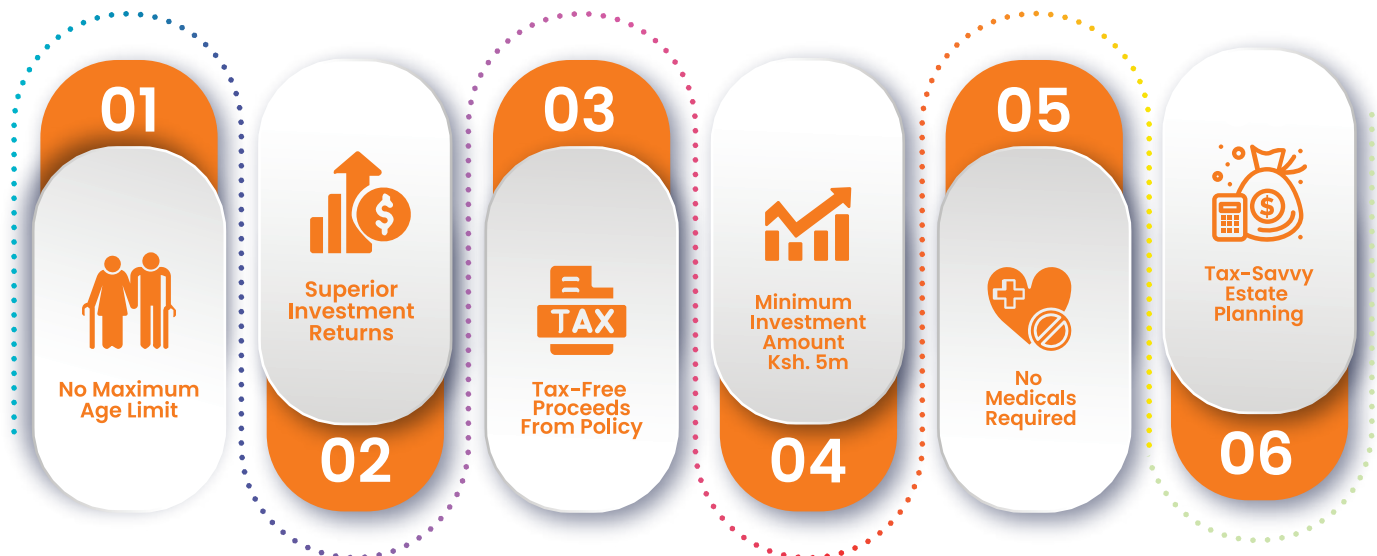 01
No Maximum
Age Limit
Superior
Investment
Returns
02
03
TAX
Tax-Free
Proceeds
From Policy
Minimum
Investment
Amount
Ksh. 5m
04
05
No
Medicals
Required
$
$
Tax-Savvy
Estate
Planning
06